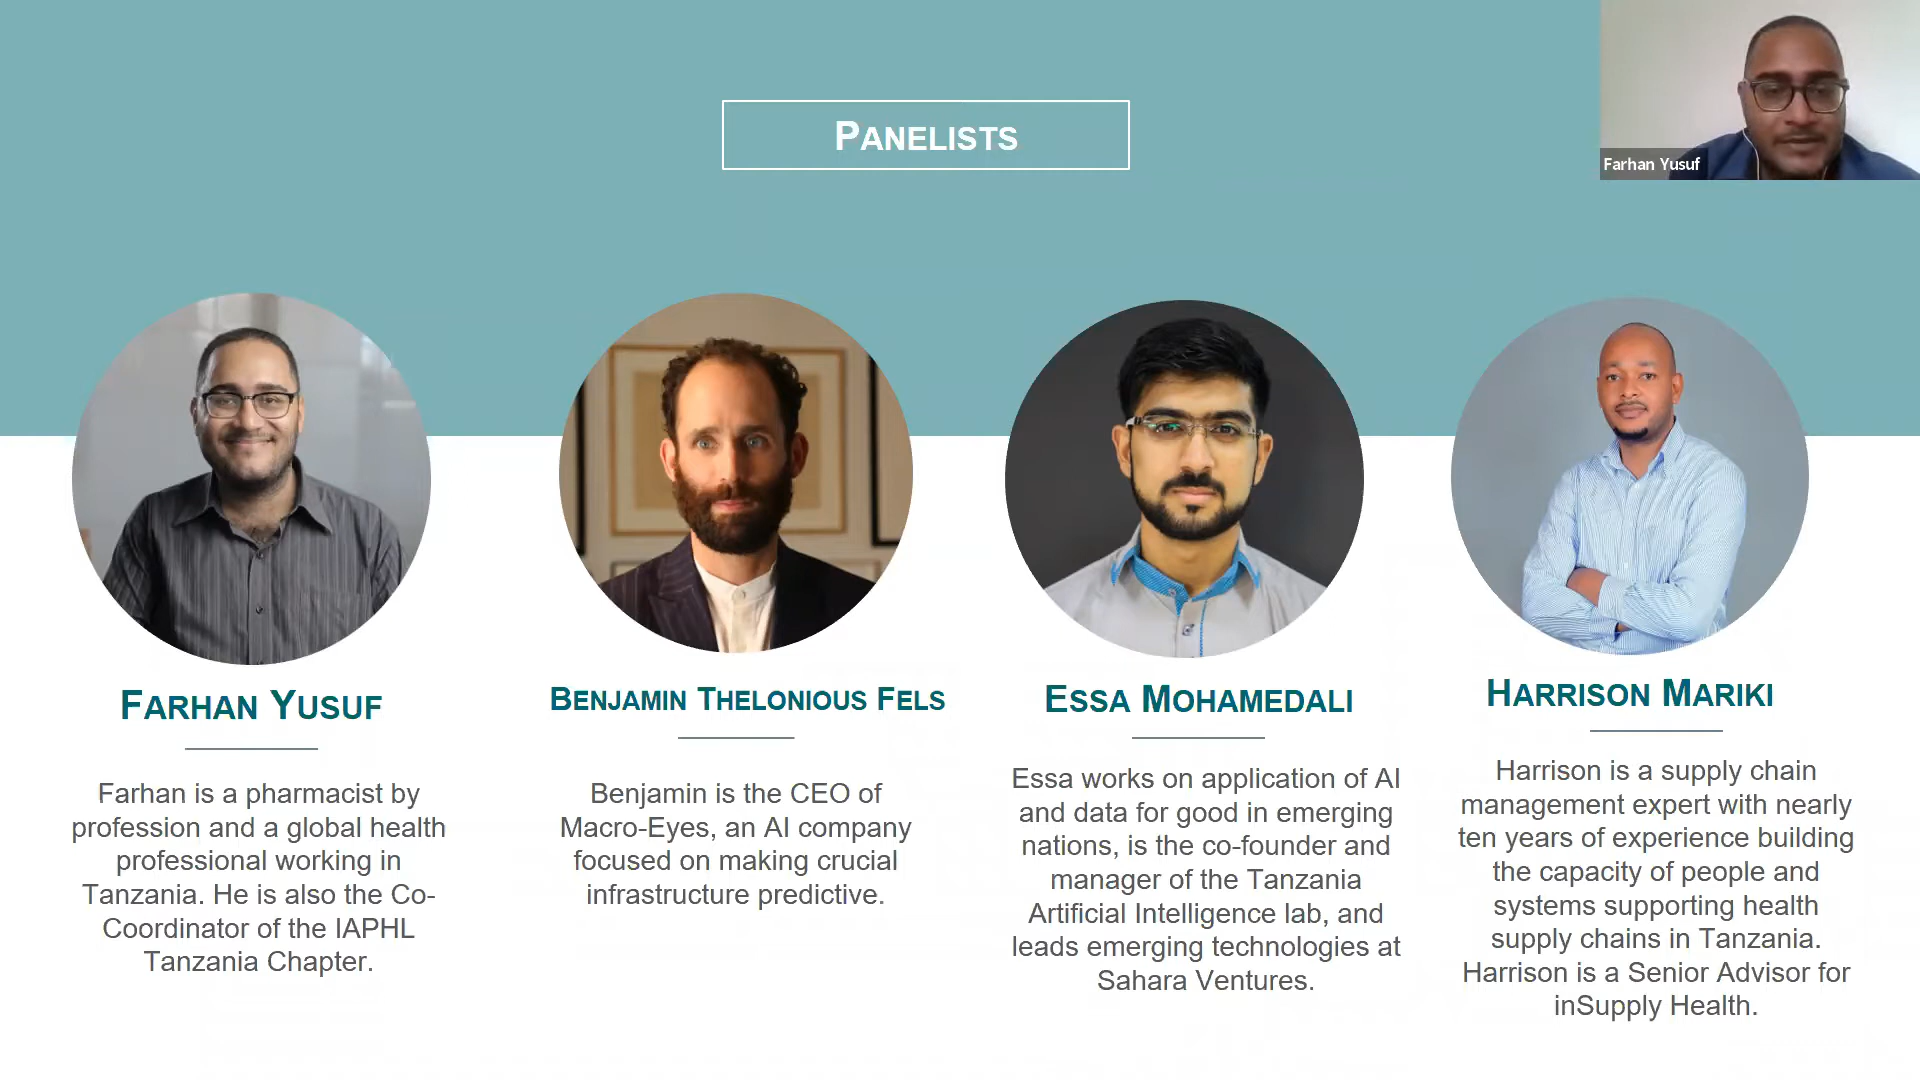 PANELISTS
Farhan Yusuf
FARHAN YUSUF
Farhan is a pharmacist by
profession and a global health
professional working in
Tanzania. He is also the Co-
Coordinator of the IAPHL
Tanzania Chapter.
BENJAMIN THELONIOUS FELS
Benjamin is the CEO of
Macro-Eyes, an AI company
focused on making crucial
infrastructure predictive.
ESSA MOHAMEDALI
Essa works on application of AI
and data for good in emerging
nations, is the co-founder and
manager of the Tanzania
Artificial Intelligence lab, and
leads emerging technologies at
Sahara Ventures.
HARRISON MARIKI
Harrison is a supply chain
management expert with nearly
ten years of experience building
the capacity of people and
systems supporting health
supply chains in Tanzania.
Harrison is a Senior Advisor for
inSupply Health.